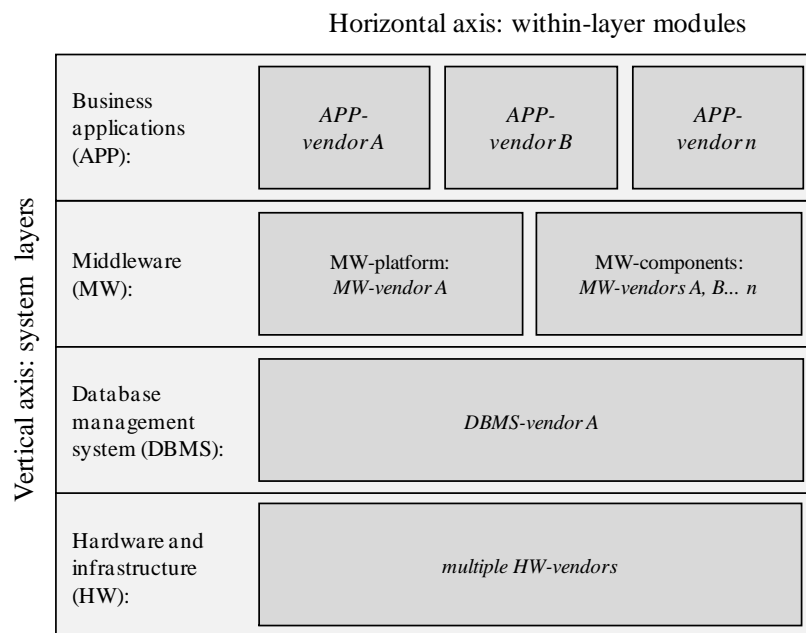 Horizontal axis: within-layer modules
Vertical axis: system layers
Business
applications
(APP):
APP-
vendor A
APP-
vendor B
APP-
vendor n
Middleware
(MW):
MW-platform:
MW-vendor A
MW-components:
MW-vendors A, B... n
Database
management
system (DBMS):
DBMS-vendor A
Hardware and
infrastructure
(HW):
multiple HW-vendors